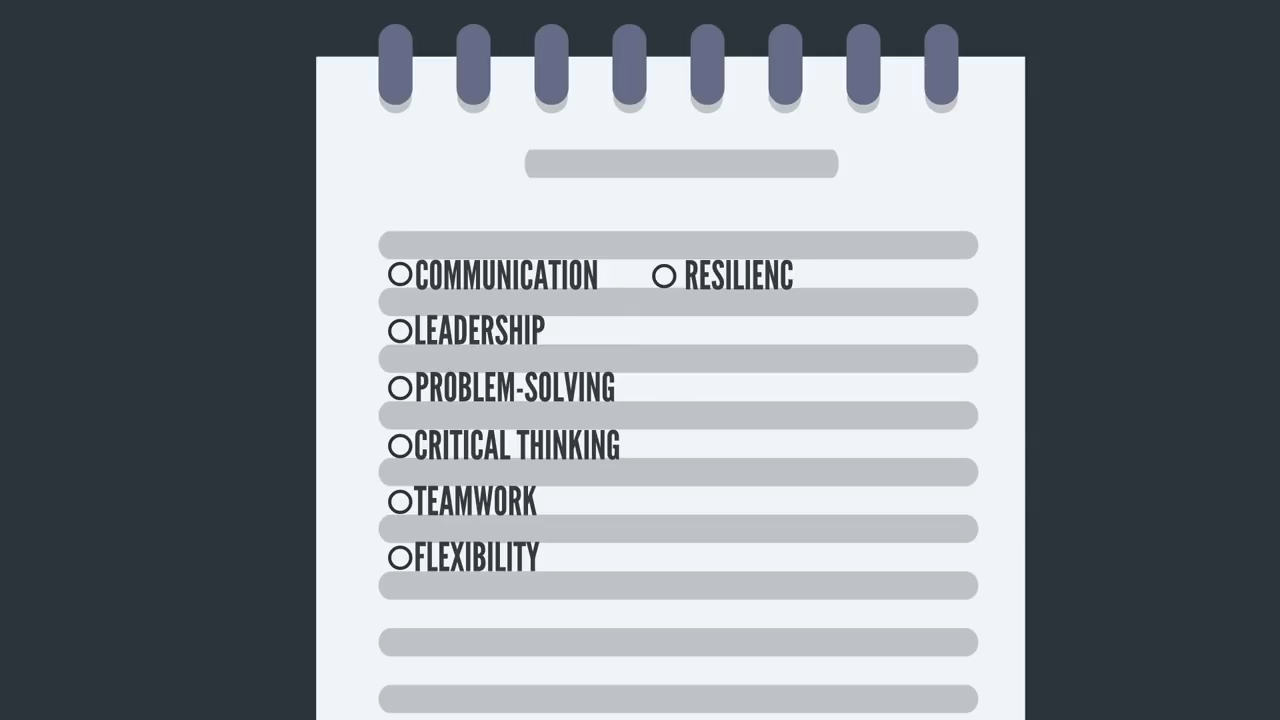 COMMUNICATION RESILIENC
LEADERSHIP
PROBLEM-SOLVING
CRITICAL THINKING
TEAMWORK
FLEXIBILITY